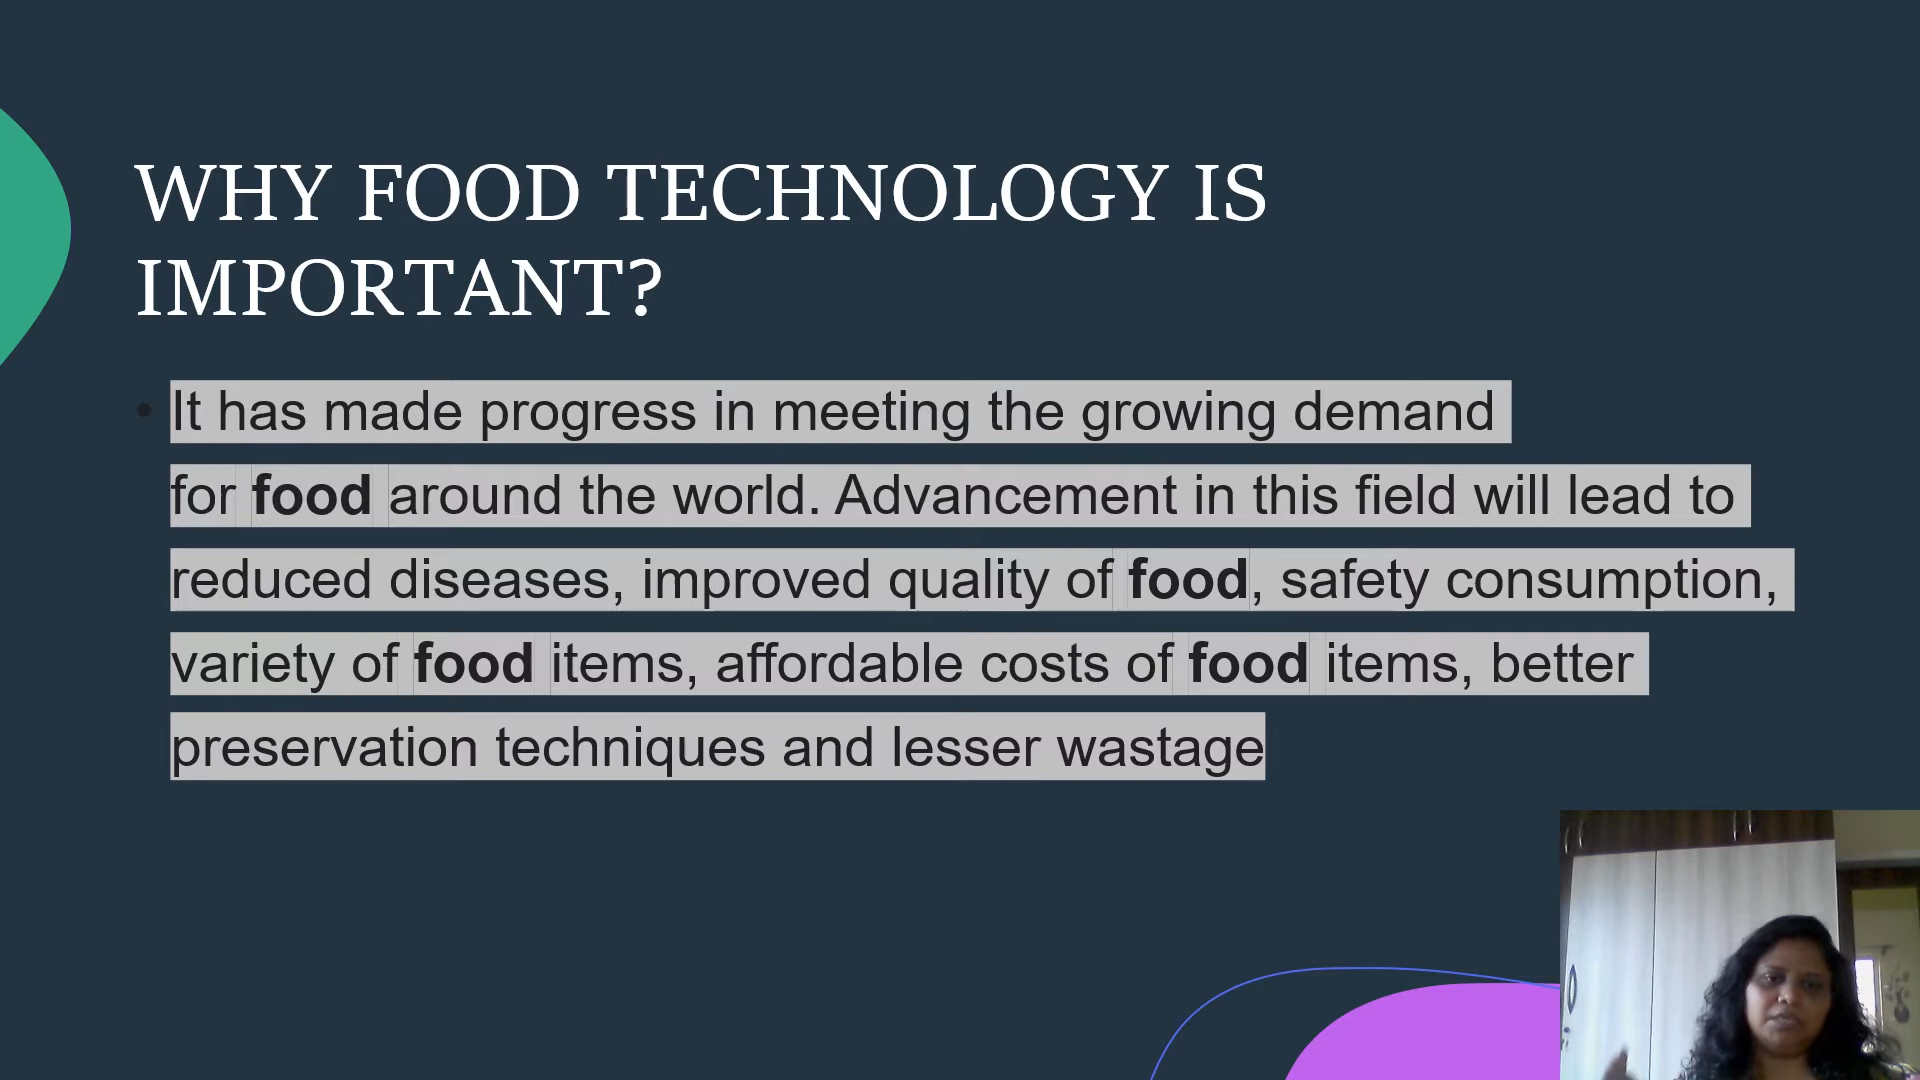 WHY FOOD TECHNOLOGY IS
IMPORTANT?
• It has made progress in meeting the growing demand
for food around the world. Advancement in this field will lead to
reduced diseases, improved quality of food, safety consumption,
variety of food items, affordable costs of food items, better
preservation techniques and lesser wastage